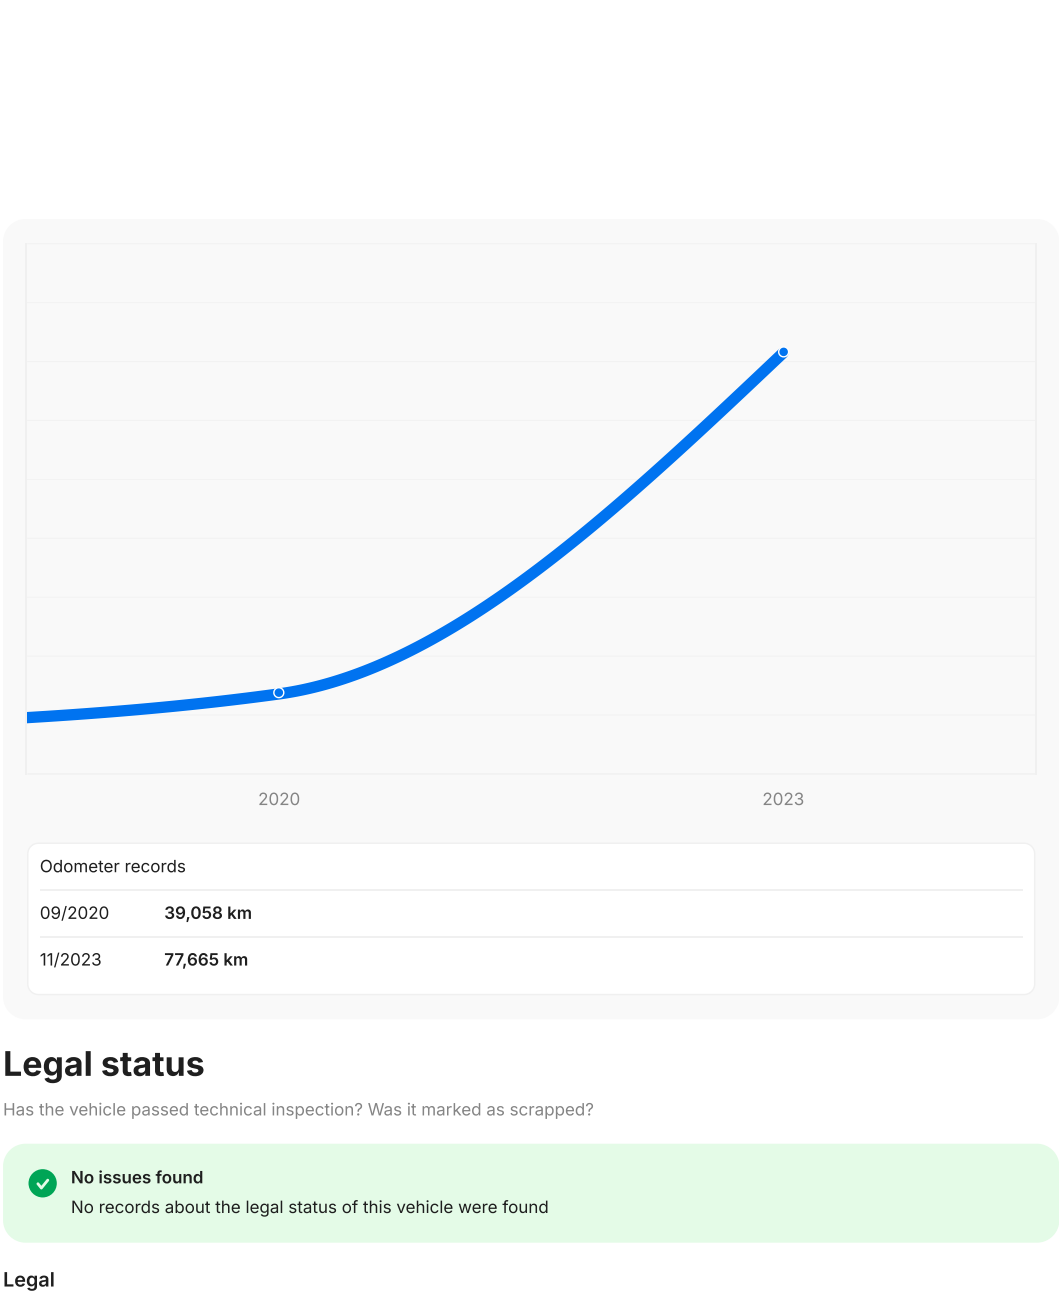 2020 2023
Odometer records
09/2020 39,058 km
11/2023 77,665 km
Legal status
Has the vehicle passed technical inspection? Was it marked as scrapped?
No issues found
No records about the legal status of this vehicle were found
Legal